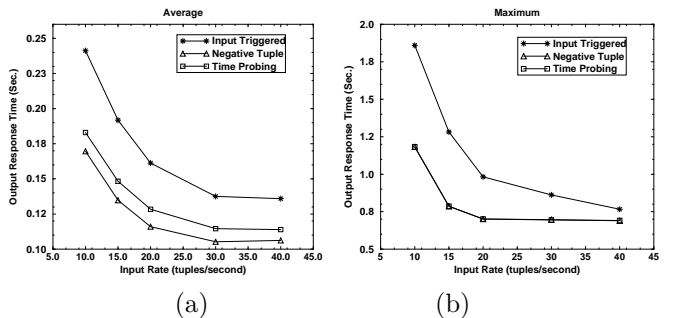 Average
Output Response Time (Sec.)
0.25
0.23
0.20
0.18
0.15
0.12
0.10
Input Triggered
Negative Tuple
Time Probing
5.0 10.0 15.0 20.0 25.0 30.0 35.0 40.0 45.0
Input Rate (tuples/second)
(a)
Maximum
Output Response Time (Sec.)
2.0
1.8
1.5
1.2
1.0
0.8
0.5
Input Triggered
Negative Tuple
Time Probing
5 10 15 20 25 30 35 40 45
Input Rate (tuples/second)
(b)